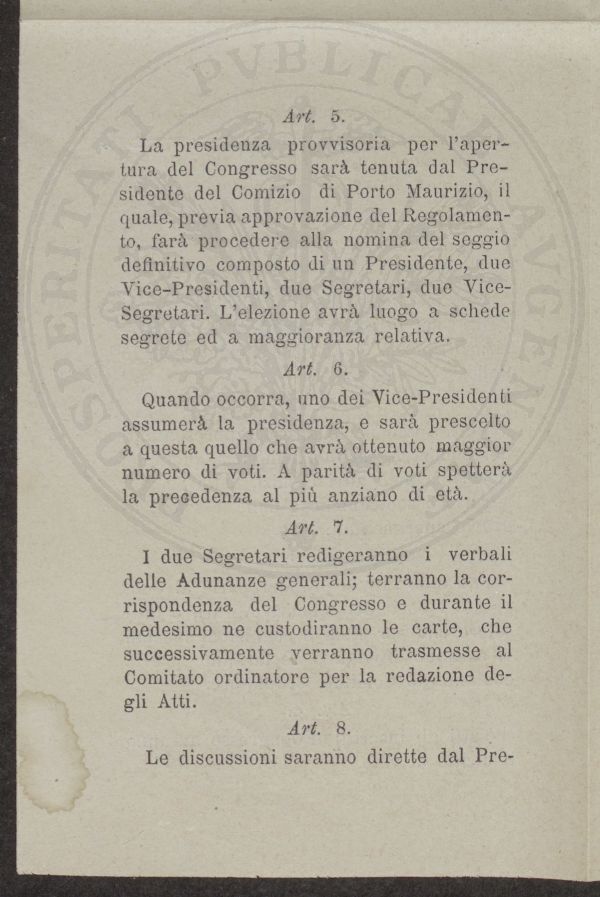 Art. 5.
La presidenza provvisoria per l'aper-
tura del Congresso sarà tenuta dal Pre-
sidente del Comizio di Porto Maurizio, il
quale, previa approvazione del Regolamen-
to, farà procedere alla nomina del seggio
definitivo composto di un Presidente, due
Vice-Presidenti, due Segretari, due Vice-
Segretari. L'elezione avrà luogo a schede
segrete ed a maggioranza relativa.
Art. 6.
Quando occorra, uno dei Vice-Presidenti
assumerà la presidenza, e sarà prescelto
a questa quello che avrà ottenuto maggior
numero di voti. A parità di voti spetterà
la precedenza al più anziano di età.
Art. 7.
I due Segretari redigeranno i verbali
delle Adunanze generali; terranno la cor-
rispondenza del Congresso e durante il
medesimo ne custodiranno le carte, che
successivamente verranno trasmesse al
Comitato ordinatore per la redazione de-
gli Atti.
Art. 8.
Le discussioni saranno dirette dal Pre-